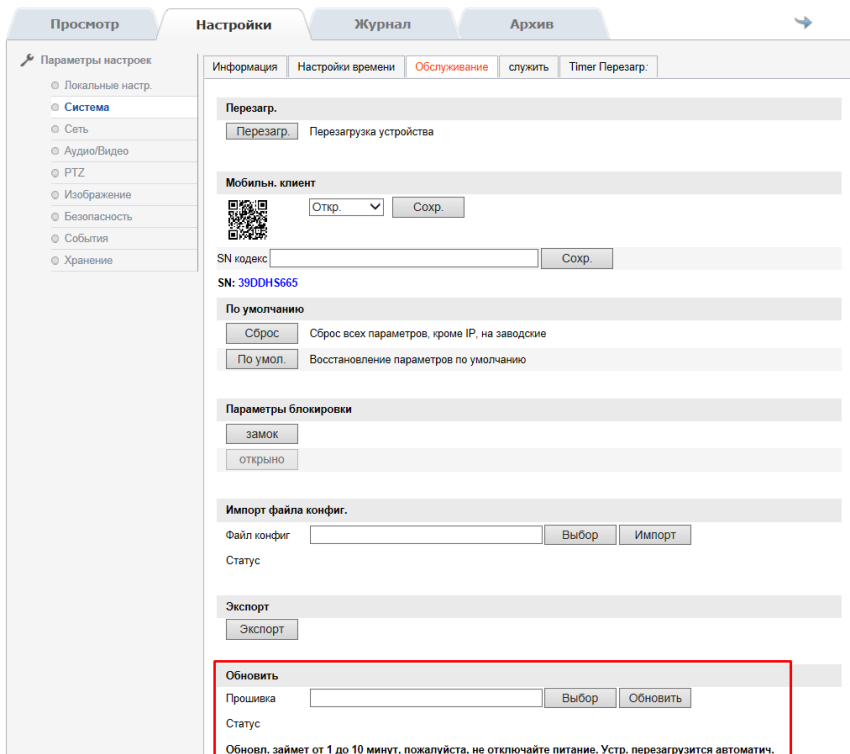 Просмотр Настройки Журнал Архив
Параметры настроек
Локальные настр.
Система
Сеть
Аудио/Видео
PTZ
Изображение
Безопасность
События
Хранение
Информация Настройки времени Обслуживание служить Timer Перезагр:
Перезагр.
Перезагр. Перезагрузка устройства
Мобильн. клиент
Откр. Сохр.
SN кодекс Сохр.
SN: 39DDHS665
По умолчанию
Сброс Сброс всех параметров, кроме IP, на заводские
По умол. Восстановление параметров по умолчанию
Параметры блокировки
замок
открыно
Импорт файла конфиг.
Файл конфиг Выбор Импорт
Статус
Экспорт
Экспорт
Обновить
Прошивка Выбор Обновить
Статус
Обновл. займет от 1 до 10 минут, пожалуйста, не отключайте питание. Устр. перезагрузится автоматич.